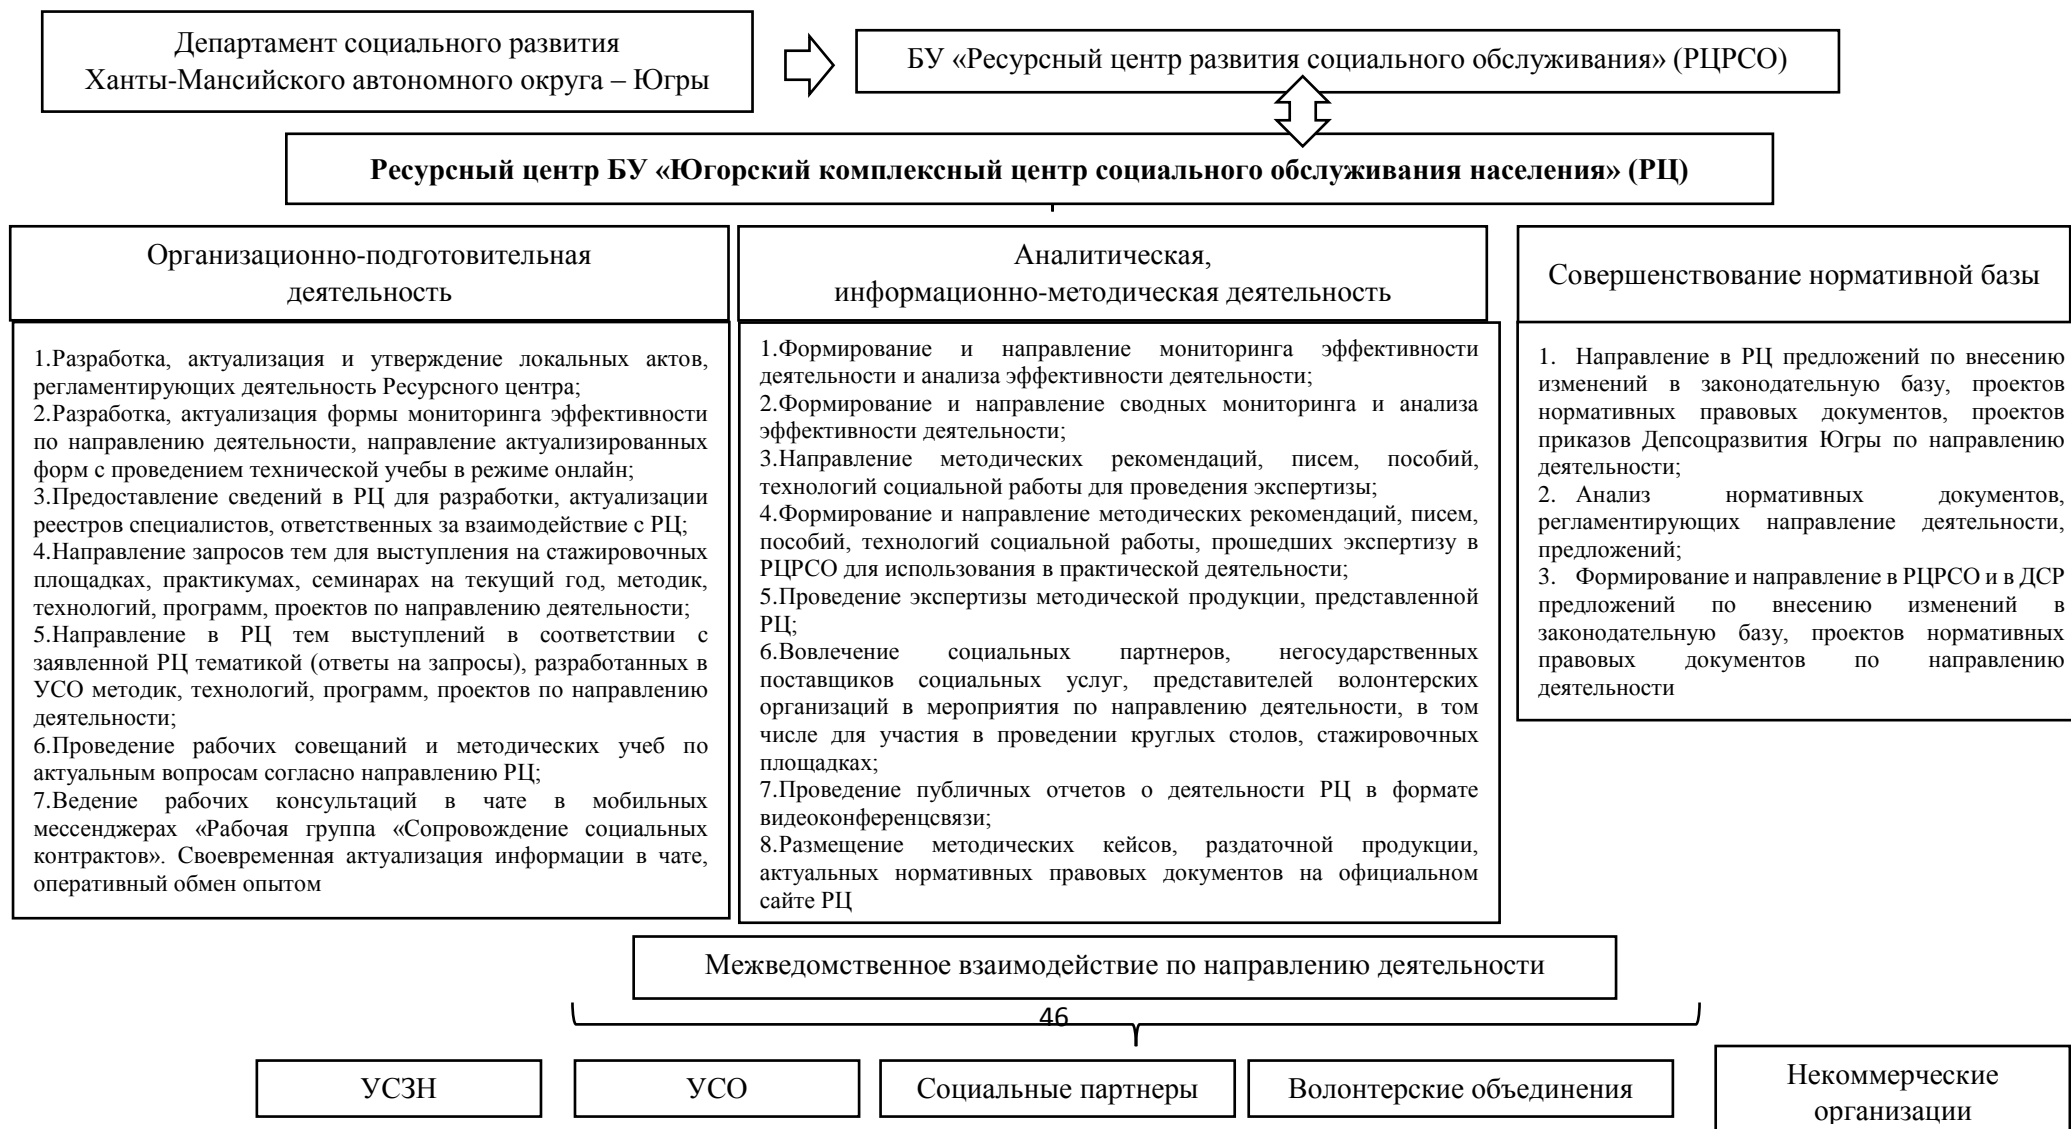 Департамент социального развития
Ханты-Мансийского автономного округа – Югры
БУ «Ресурсный центр развития социального обслуживания» (РЦРСО)
Ресурсный центр БУ «Югорский комплексный центр социального обслуживания населения» (РЦ)
Организационно-подготовительная
деятельность
1.Разработка, актуализация и утверждение локальных актов,
регламентирующих деятельность Ресурсного центра;
2.Разработка, актуализация формы мониторинга эффективности
по направлению деятельности, направление актуализированных
форм с проведением технической учебы в режиме онлайн;
3.Предоставление сведений в РЦ для разработки, актуализации
реестров специалистов, ответственных за взаимодействие с РЦ;
4.Направление запросов тем для выступления на стажировочных
площадках, практикумах, семинарах на текущий год, методик,
технологий, программ, проектов по направлению деятельности;
5.Направление в РЦ тем выступлений в соответствии с
заявленной РЦ тематикой (ответы на запросы), разработанных в
УСО методик, технологий, программ, проектов по направлению
деятельности;
6.Проведение рабочих совещаний и методических учеб по
актуальным вопросам согласно направлению РЦ;
7.Ведение рабочих консультаций в чате в мобильных
мессенджерах «Рабочая группа «Сопровождение социальных
контрактов». Своевременная актуализация информации в чате,
оперативный обмен опытом
Аналитическая,
информационно-методическая деятельность
1.Формирование и направление мониторинга эффективности
деятельности и анализа эффективности деятельности;
2.Формирование и направление сводных мониторинга и анализа
эффективности деятельности;
3.Направление методических рекомендаций, писем, пособий,
технологий социальной работы для проведения экспертизы;
4.Формирование и направление методических рекомендаций, писем,
пособий, технологий социальной работы, прошедших экспертизу в
РЦРСО для использования в практической деятельности;
5.Проведение экспертизы методической продукции, представленной
РЦ;
6.Вовлечение социальных партнеров, негосударственных
поставщиков социальных услуг, представителей волонтерских
организаций в мероприятия по направлению деятельности, в том
числе для участия в проведении круглых столов, стажировочных
площадках;
7.Проведение публичных отчетов о деятельности РЦ в формате
видеоконференцсвязи;
8.Размещение методических кейсов, раздаточной продукции,
актуальных нормативных правовых документов на официальном
сайте РЦ
Совершенствование нормативной базы
1. Направление в РЦ предложений по внесению
изменений в законодательную базу, проектов
нормативных правовых документов, проектов
приказов Депсоцразвития Югры по направлению
деятельности;
2. Анализ нормативных документов,
регламентирующих направление деятельности,
предложений;
3. Формирование и направление в РЦРСО и в ДСР
предложений по внесению изменений в
законодательную базу, проектов нормативных
правовых документов по направлению
деятельности
Межведомственное взаимодействие по направлению деятельности
46
УСЗН
УСО
Социальные партнеры
Волонтерские объединения
Некоммерческие
организации